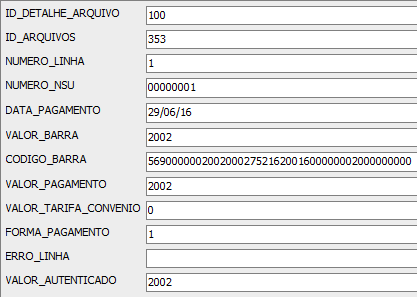 ID_DETALHE_ARQUIVO 100
ID_ARQUIVOS 353
NUMERO_LINHA 1
NUMERO_NSU 00000001
DATA_PAGAMENTO 29/06/16
VALOR_BARRA 2002
CODIGO_BARRA 56900000020020002752162001600000002000000000
VALOR_PAGAMENTO 2002
VALOR_TARIFA_CONVENIO 0
FORMA_PAGAMENTO 1
ERRO_LINHA
VALOR_AUTENTICADO 2002